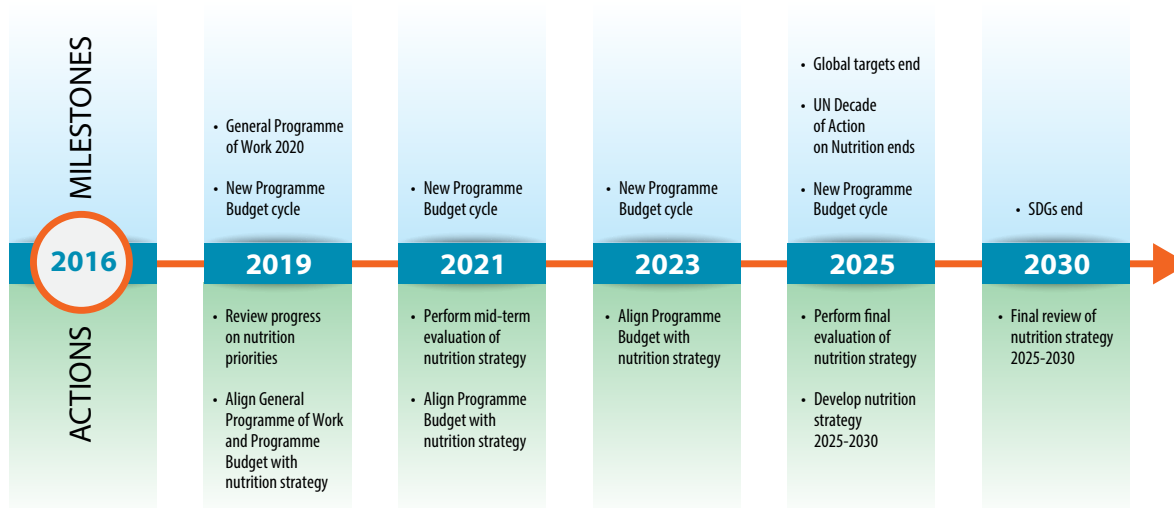 MILESTONES
• General Programme
of Work 2020
• New Programme
Budget cycle
• New Programme
Budget cycle
• New Programme
Budget cycle
• Global targets end
• UN Decade
of Action
on Nutrition ends
• New Programme
Budget cycle
• SDGs end
2016
2019
2021
2023
2025
2030
ACTIONS
• Review progress
on nutrition
priorities
• Align General
Programme of Work
and Programme
Budget with
nutrition strategy
• Perform mid-term
evaluation of
nutrition strategy
• Align Programme
Budget with
nutrition strategy
• Align Programme
Budget with
nutrition strategy
• Perform final
evaluation of
nutrition strategy
• Develop nutrition
strategy
2025-2030
• Final review of
nutrition strategy
2025-2030